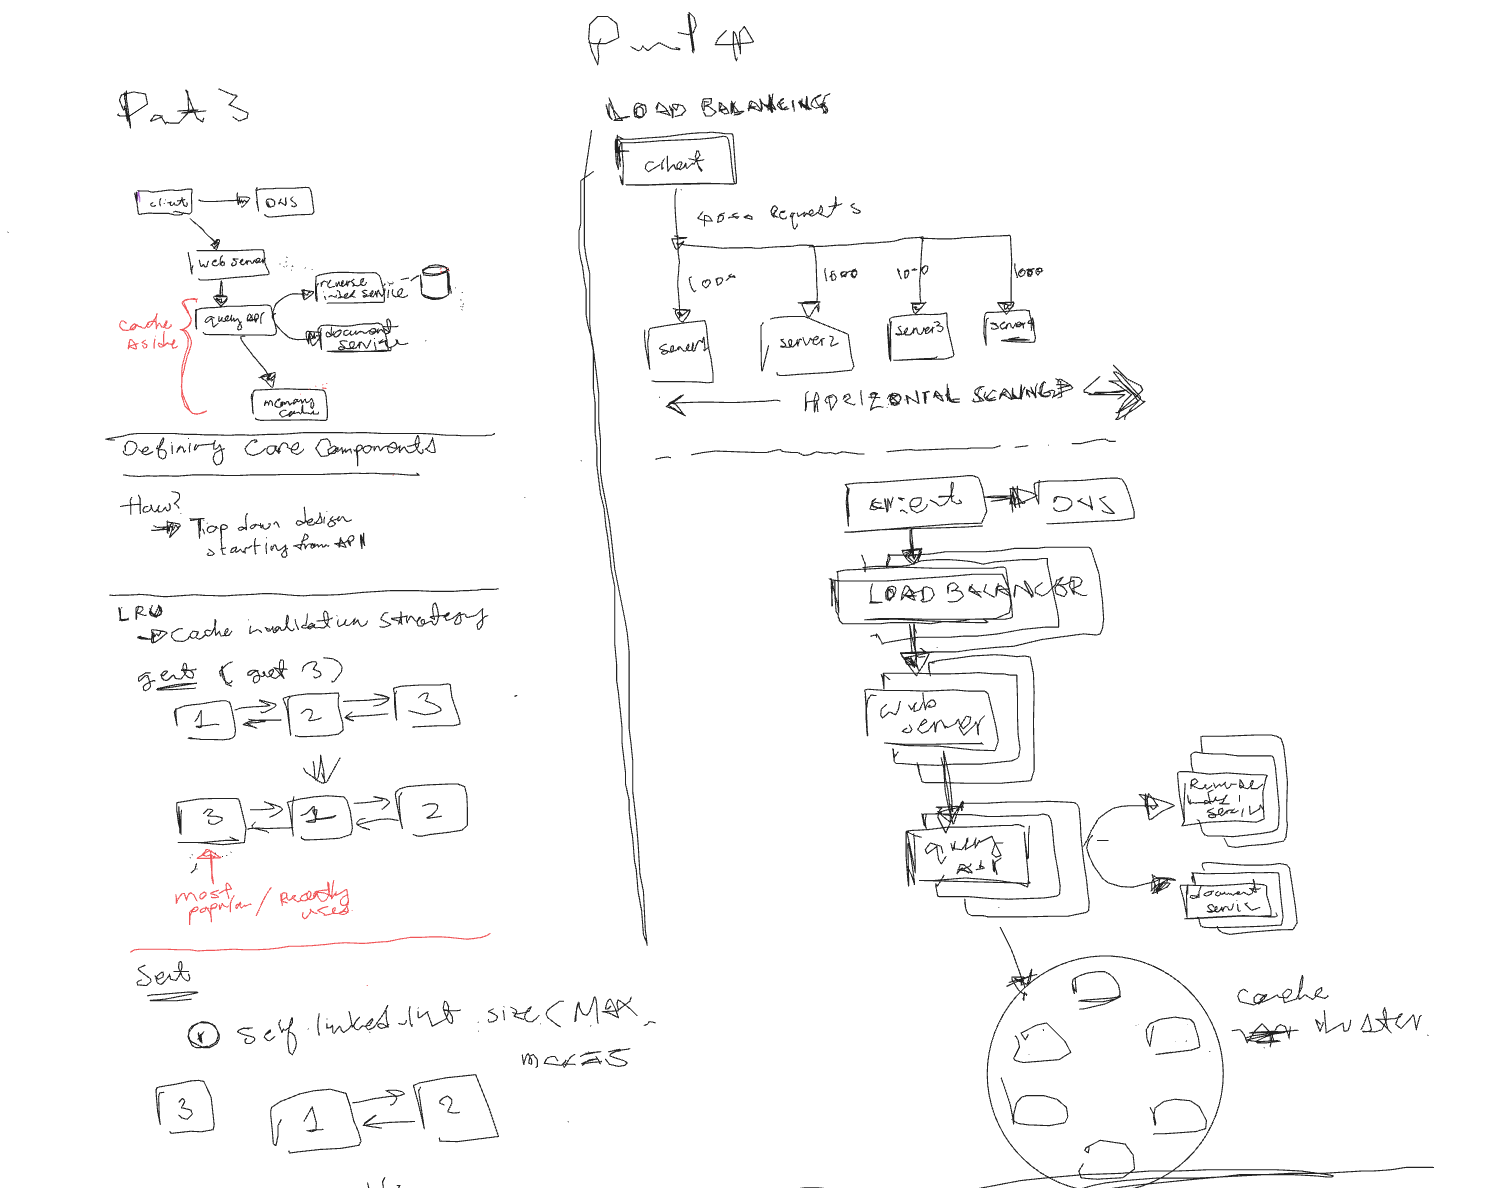 Part 3
client
DNS
web server
query API
reverse
index service
document
service
memory
cache
cache
aside
Defining Core Components
How?
Top down design
starting from API
LRU
Cache invalidation strategy
get (get 3)
1
2
3
3
1
2
most
popular / Recently
used
Set
self.linked_list size < MAX
max = 5
3
1
2
Part 4
LOAD BALANCING
client
4000 Requests
1000
1000
1000
1000
server1
server2
server3
server4
HORIZONTAL SCALING
client
DNS
LOAD BALANCER
web
server
query
API
Reverse
index
service
document
service
cache
cluster